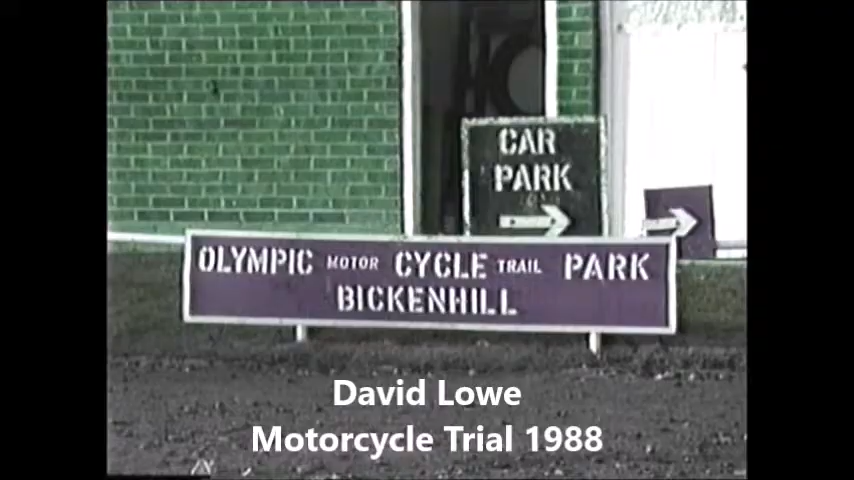 CAR
PARK
OLYMPIC MOTOR CYCLE TRAIL PARK
BICKENHILL
David Lowe
Motorcycle Trial 1988